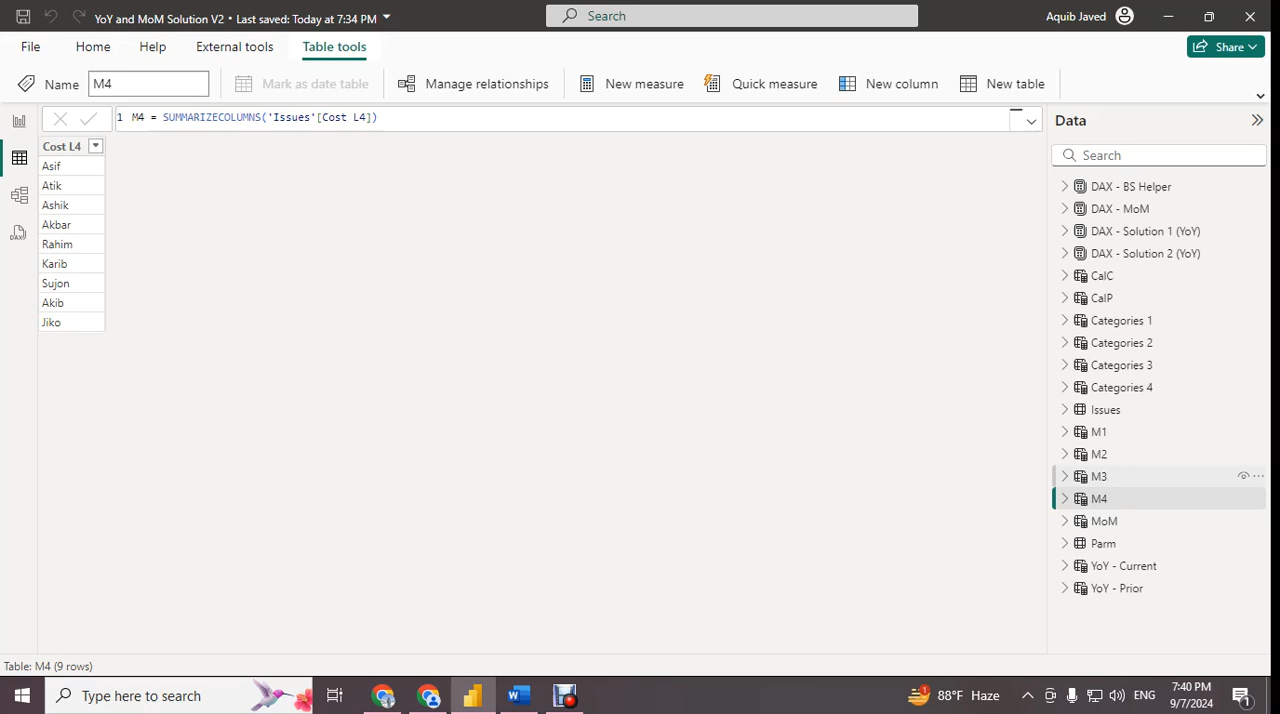 YoY and MoM Solution V2 • Last saved: Today at 7:34 PM
Search
Aquib Javed
File
Home
Help
External tools
Table tools
Share
Name
M4
Mark as date table
Manage relationships
New measure
Quick measure
New column
New table
1 M4 = SUMMARIZECOLUMNS('Issues'[Cost L4])
Data
Search
Cost L4
Asif
Atik
Ashik
Akbar
Rahim
Karib
Sujon
Akib
Jiko
DAX
DAX - BS Helper
DAX - MoM
DAX - Solution 1 (YoY)
DAX - Solution 2 (YoY)
CalC
CalP
Categories 1
Categories 2
Categories 3
Categories 4
Issues
M1
M2
M3
M4
MoM
Parm
YoY - Current
YoY - Prior
Table: M4 (9 rows)
Type here to search
88°F Haze
ENG
7:40 PM
9/7/2024
1